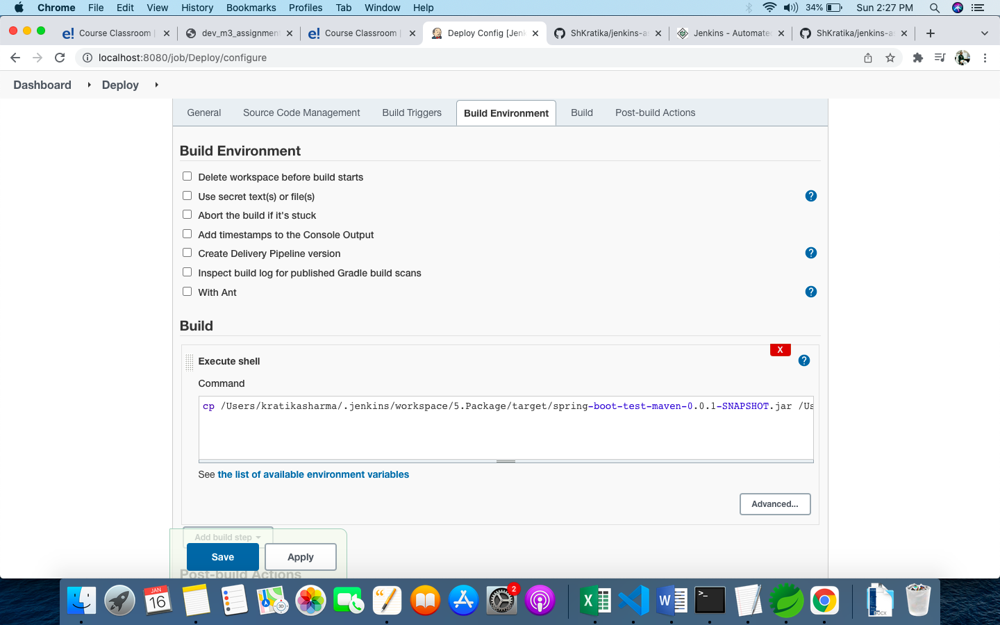 Chrome File Edit View History Bookmarks Profiles Tab Window Help 34% Sun 2:27 PM
e! Course Classroom | dev_m3_assignment e! Course Classroom | Deploy Config [Jenk ShKratika/jenkins-a Jenkins - Automate ShKratika/jenkins-a
localhost:8080/job/Deploy/configure
Dashboard Deploy
General Source Code Management Build Triggers Build Environment Build Post-build Actions
Build Environment
Delete workspace before build starts
Use secret text(s) or file(s) ?
Abort the build if it's stuck
Add timestamps to the Console Output
Create Delivery Pipeline version ?
Inspect build log for published Gradle build scans
With Ant ?
Build
X
Execute shell ?
Command
cp /Users/kratikasharma/.jenkins/workspace/5.Package/target/spring-boot-test-maven-0.0.1-SNAPSHOT.jar /Us
See the list of available environment variables
Advanced...
Add build step
Save Apply
Post-build Actions
JAN
16
3D
2
X
W
>_
DOCX